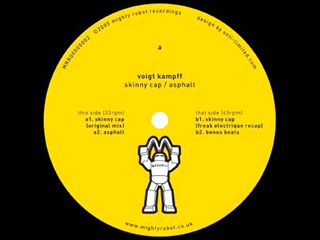 MRR00000002 ©2005 mighty robot recordings
design by anti-limited.com
a
voigt kampff
skinny cap / asphalt
this side (33rpm)
a1. skinny cap
(original mix)
a2. asphalt
that side (45rpm)
b1. skinny cap
(freak electrique recap)
b2. bonus beats
www.mightyrobot.co.uk